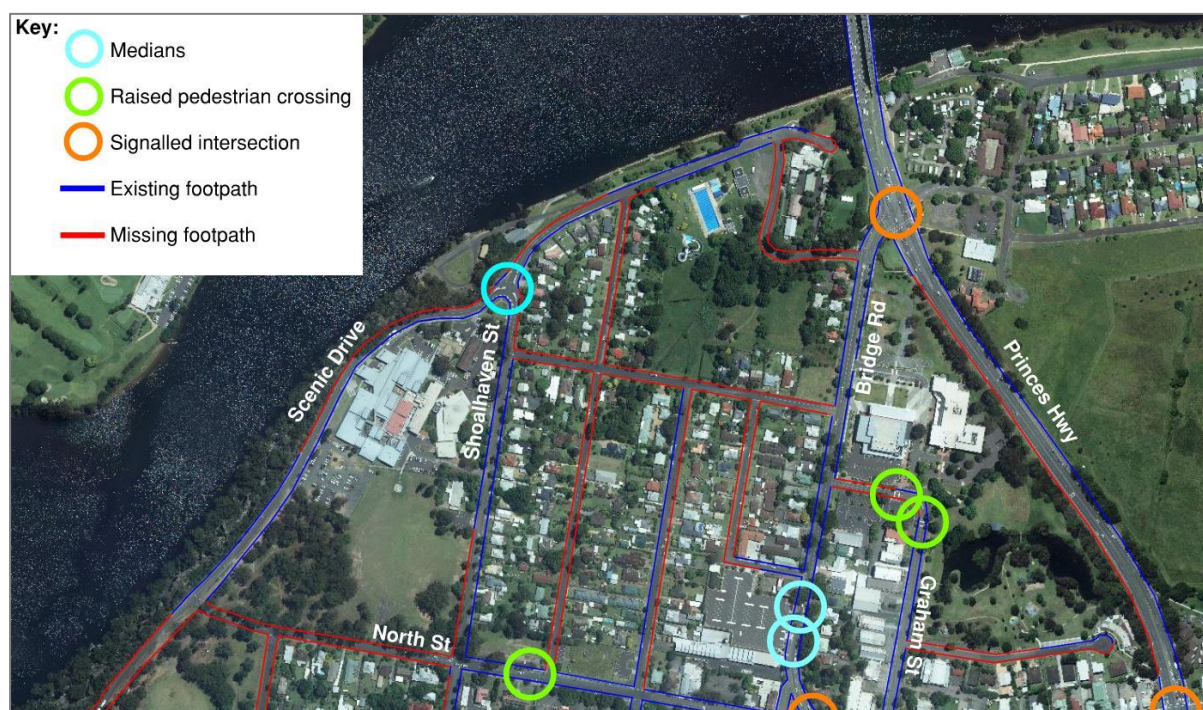 Key:
Medians
Raised pedestrian crossing
Signalled intersection
Existing footpath
Missing footpath
Scenic Drive
Shoalhaven St
Bridge Rd
Princes Hwy
North St
Graham St